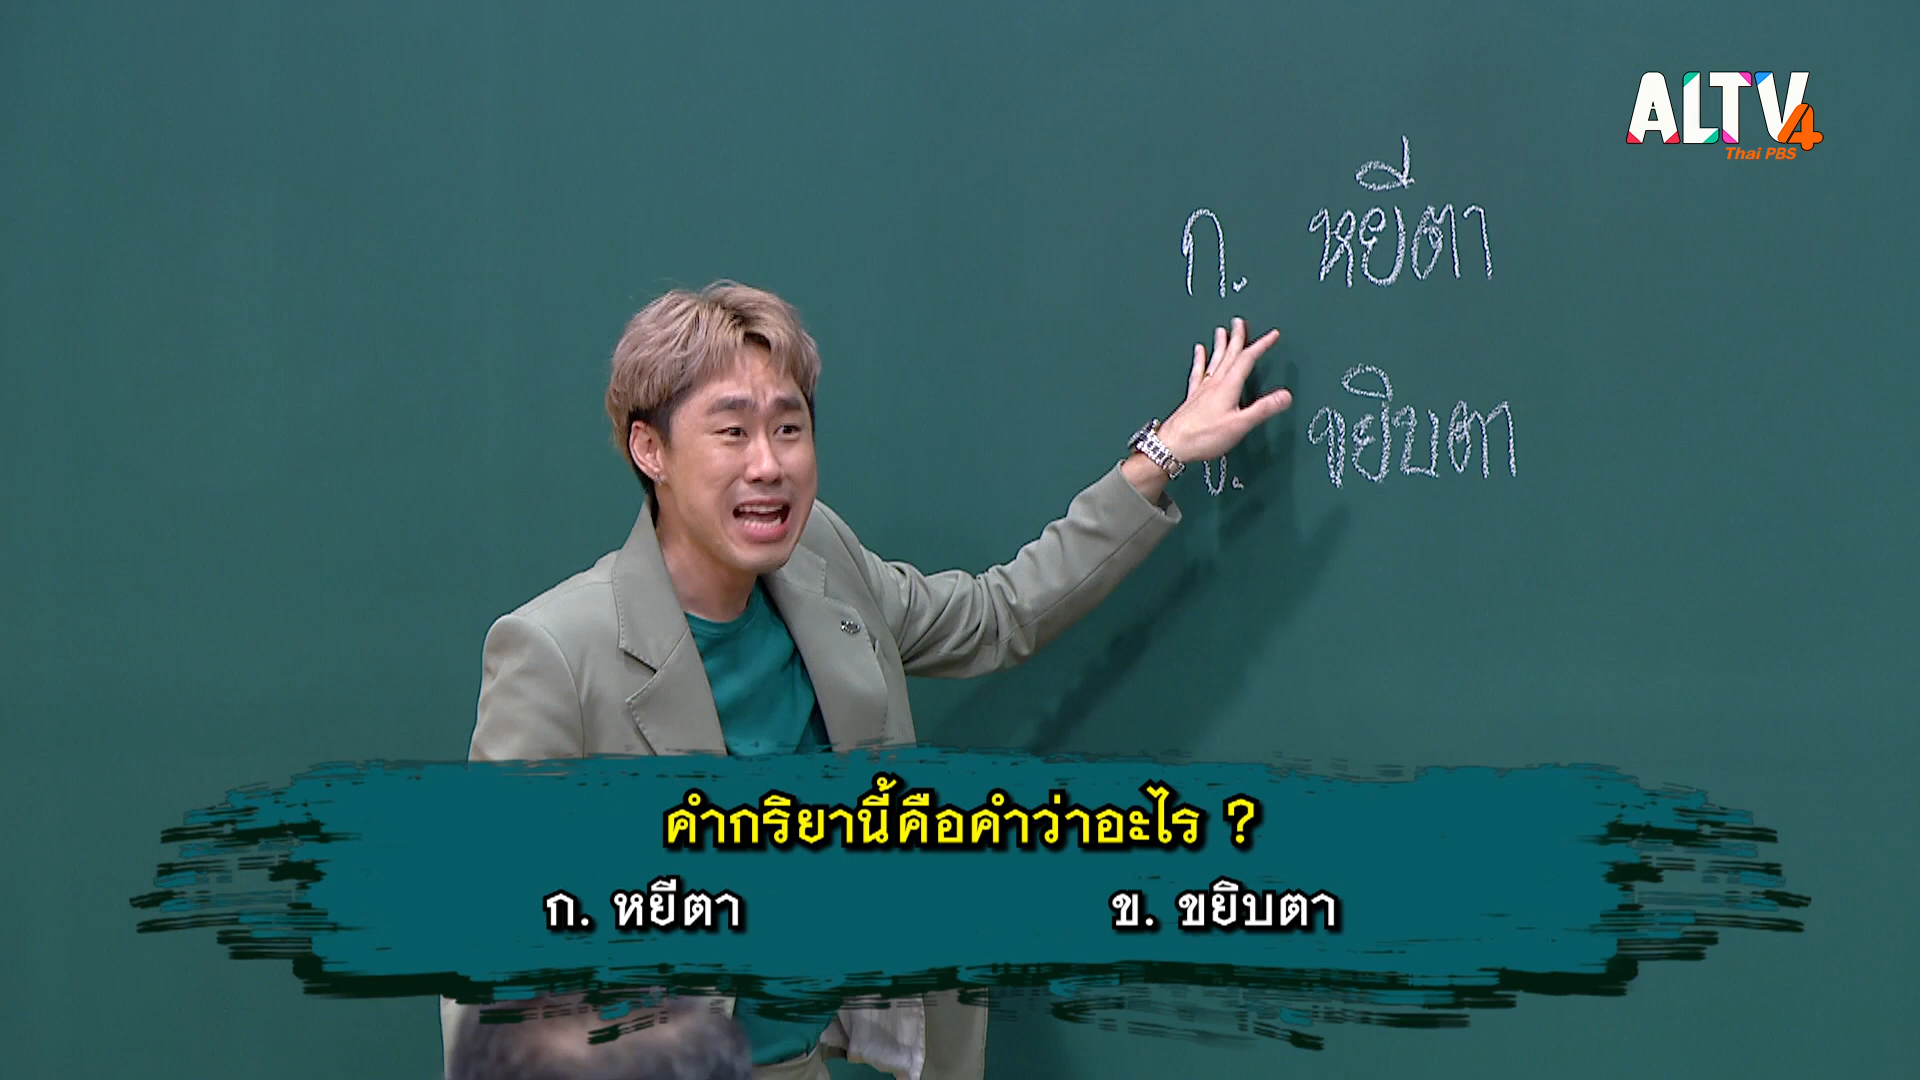 ALTV4
Thai PBS
ก. หยีตา
ข. ขยิบตา
คำกริยานี้คือคำว่าอะไร ?
ก. หยีตา ข. ขยิบตา